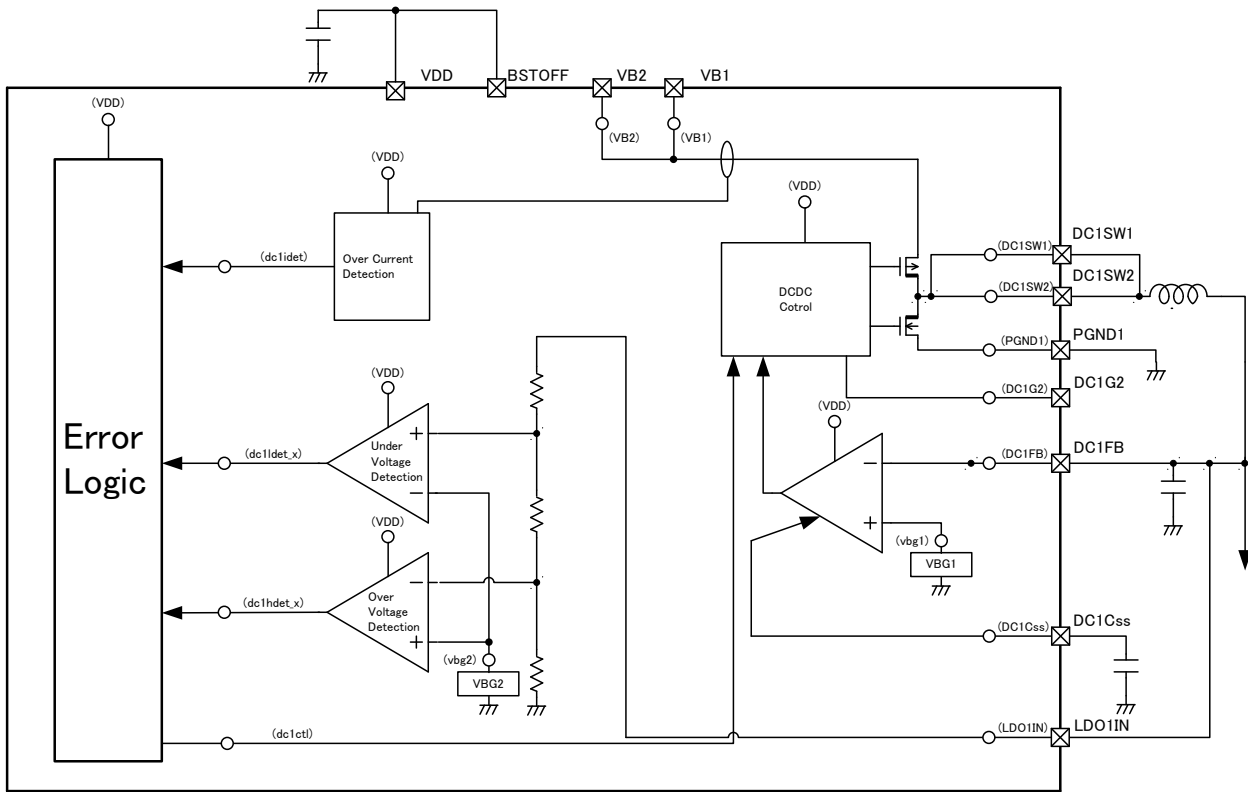 VDD
BSTOFF
VB2
VB1
(VDD)
(VB2)
(VB1)
(VDD)
(VDD)
Over Current
Detection
(dc1idet)
DCDC
Cotrol
(DC1SW1)
DC1SW1
(DC1SW2)
DC1SW2
(PGND1)
PGND1
(DC1G2)
DC1G2
(VDD)
(VDD)
Error
Logic
+
Under
Voltage
Detection
−
(dc1ldet_x)
−
+
(DC1FB)
DC1FB
(vbg1)
VBG1
(VDD)
−
Over
Voltage
Detection
+
(dc1hdet_x)
(vbg2)
VBG2
(DC1Css)
DC1Css
(dc1ctl)
(LDO1IN)
LDO1IN